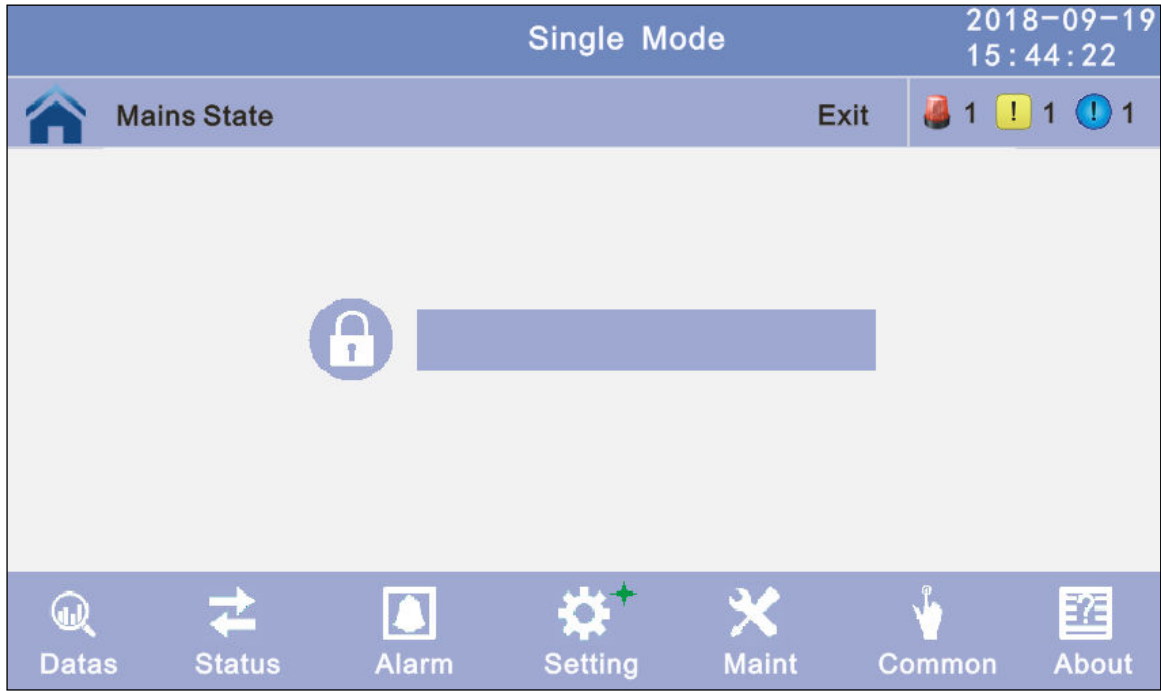 Single Mode
2018-09-19
15:44:22
Mains State
Exit
1
! 1
! 1
Datas
Status
Alarm
Setting
Maint
Common
About